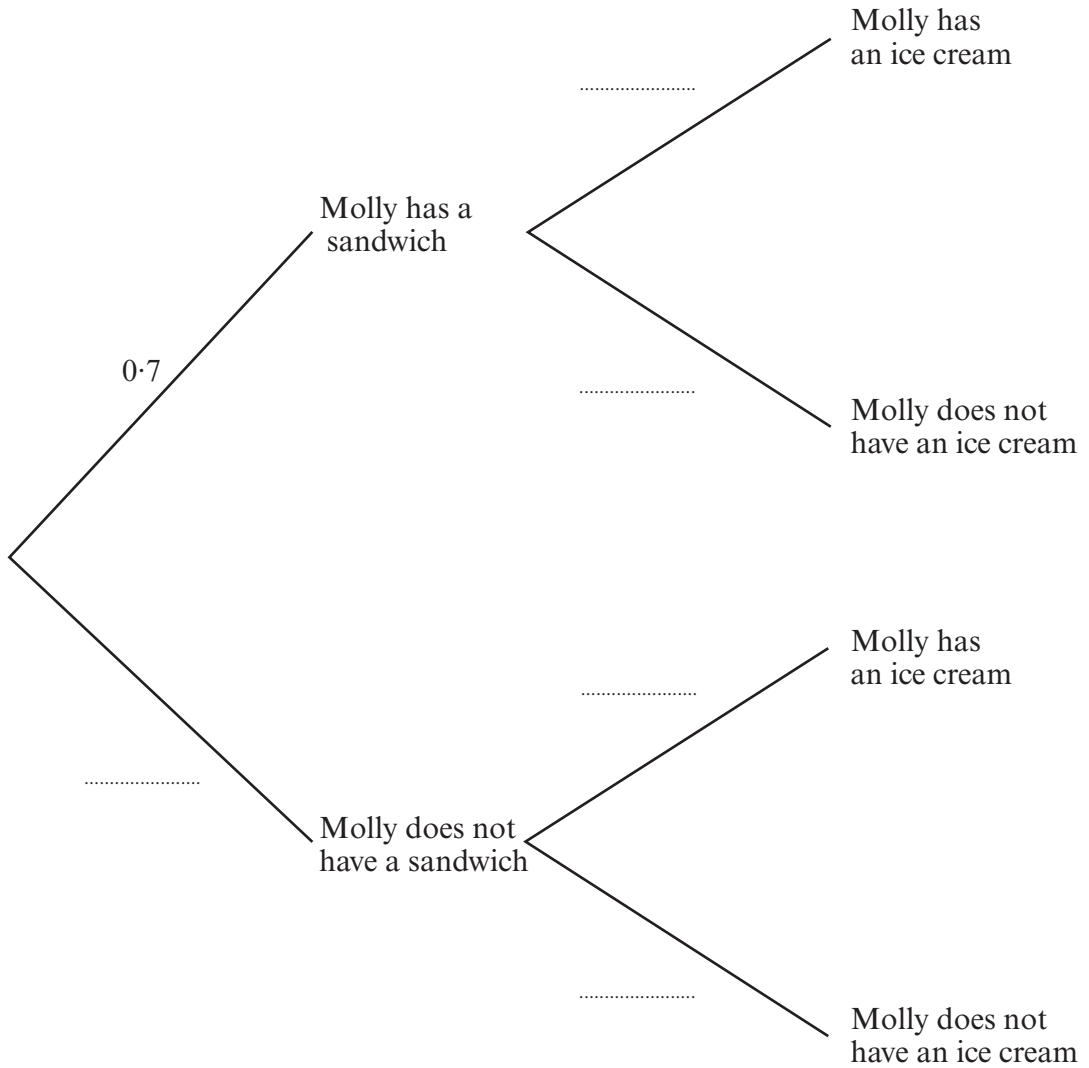 Molly has
an ice cream
........................
Molly has a
sandwich
0·7
........................
Molly does not
have an ice cream
Molly has
an ice cream
........................
........................
Molly does not
have a sandwich
........................
Molly does not
have an ice cream